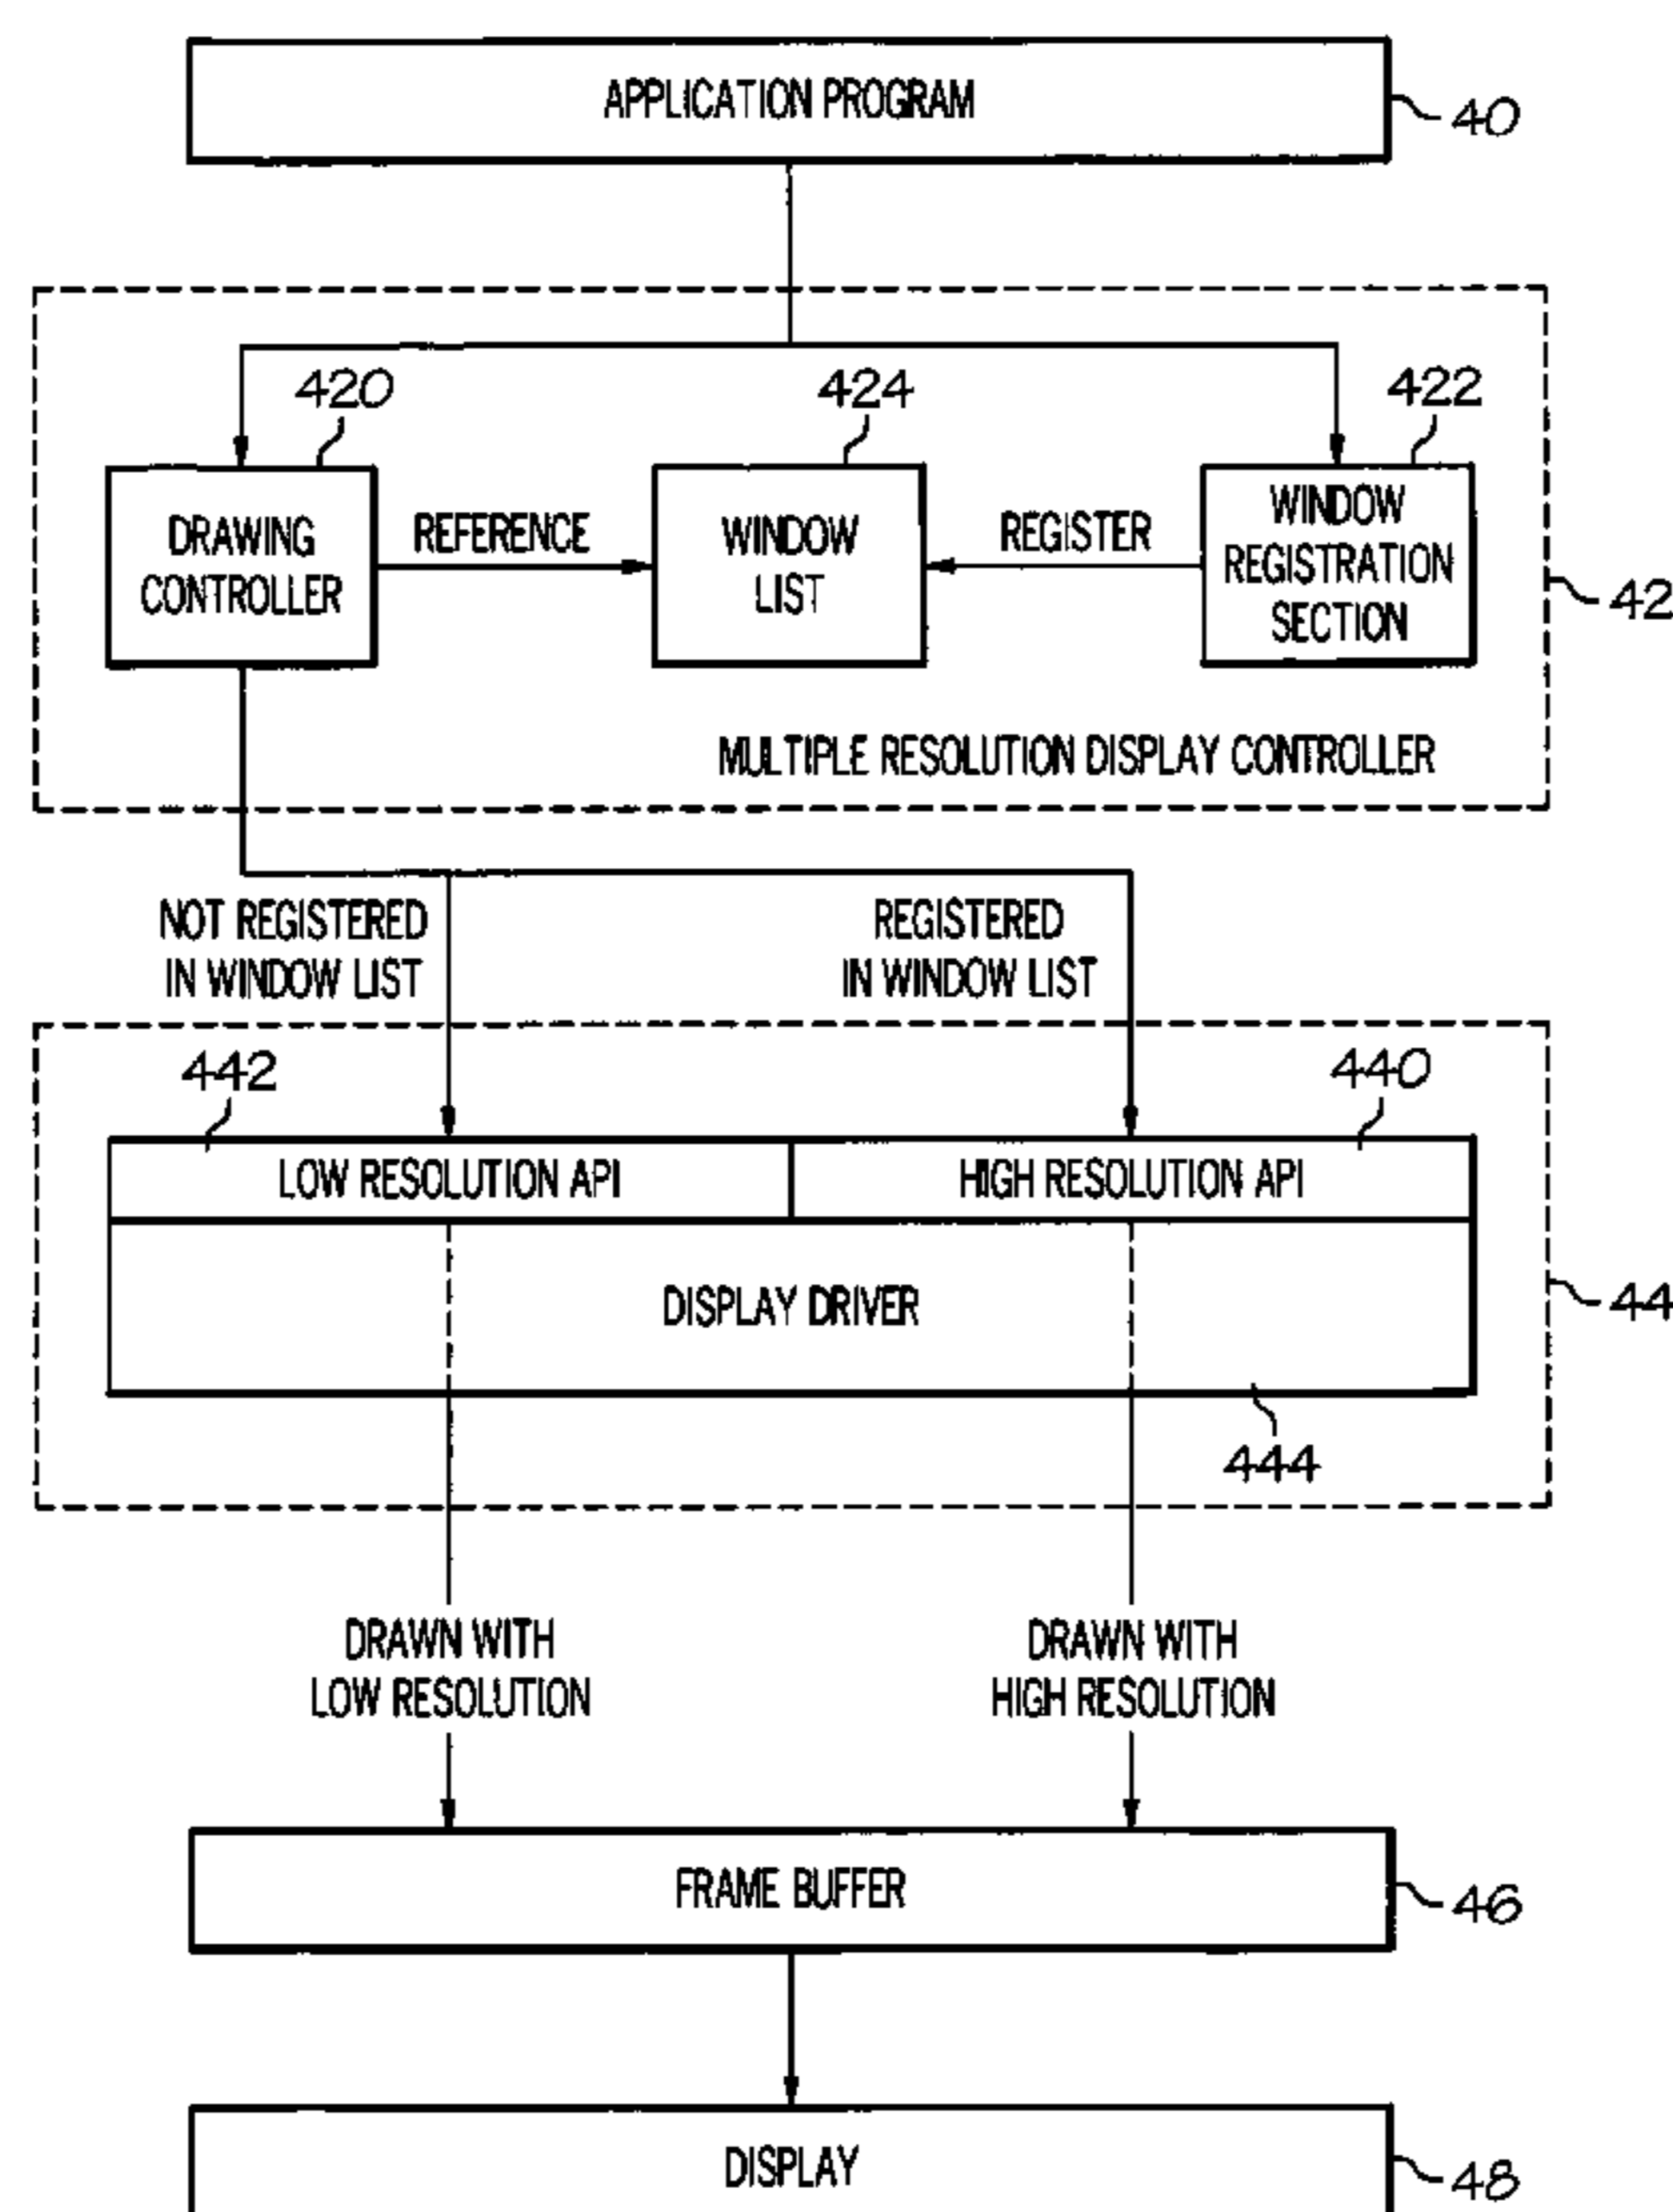 APPLICATION PROGRAM
40
420
424
422
DRAWING
CONTROLLER
REFERENCE
WINDOW
LIST
REGISTER
WINDOW
REGISTRATION
SECTION
42
MULTIPLE RESOLUTION DISPLAY CONTROLLER
NOT REGISTERED
IN WINDOW LIST
REGISTERED
IN WINDOW LIST
442
440
LOW RESOLUTION API
HIGH RESOLUTION API
DISPLAY DRIVER
44
444
DRAWN WITH
LOW RESOLUTION
DRAWN WITH
HIGH RESOLUTION
FRAME BUFFER
46
DISPLAY
48